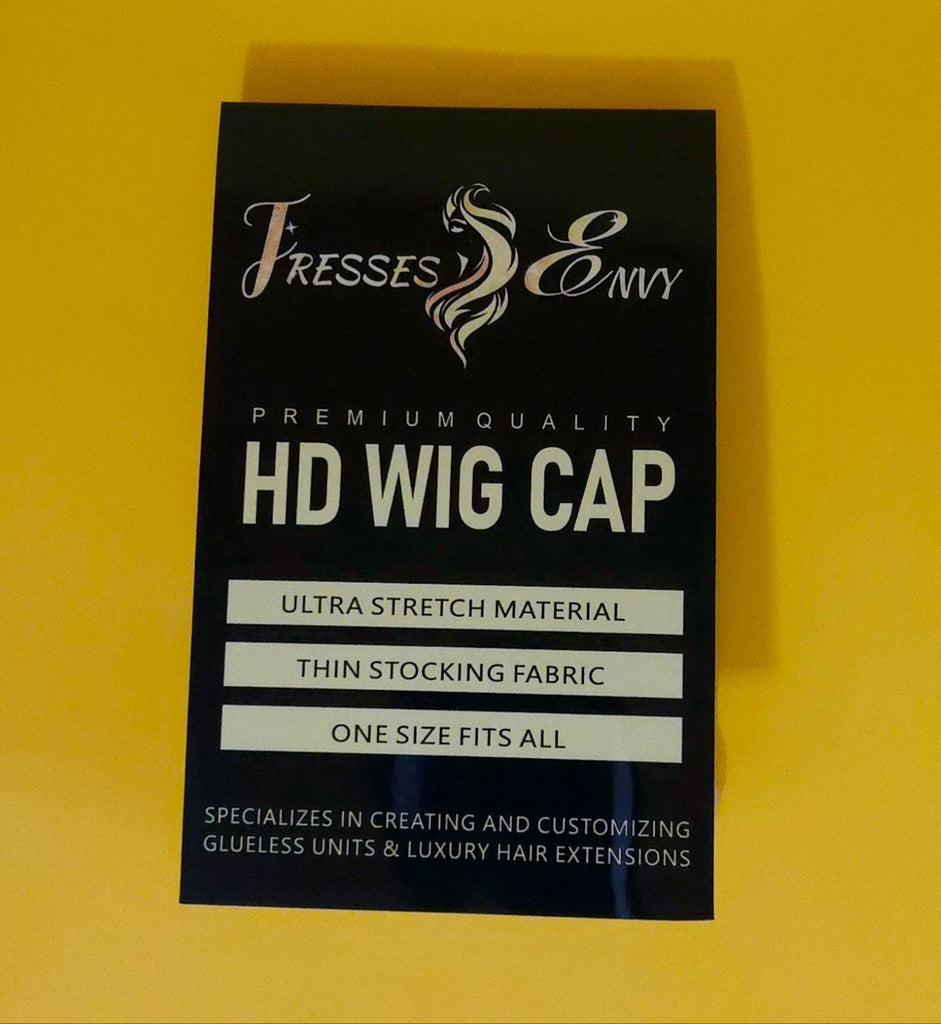 TRESSES ENVY
PREMIUM QUALITY
HD WIG CAP
ULTRA STRETCH MATERIAL
THIN STOCKING FABRIC
ONE SIZE FITS ALL
SPECIALIZES IN CREATING AND CUSTOMIZING
GLUELESS UNITS & LUXURY HAIR EXTENSIONS